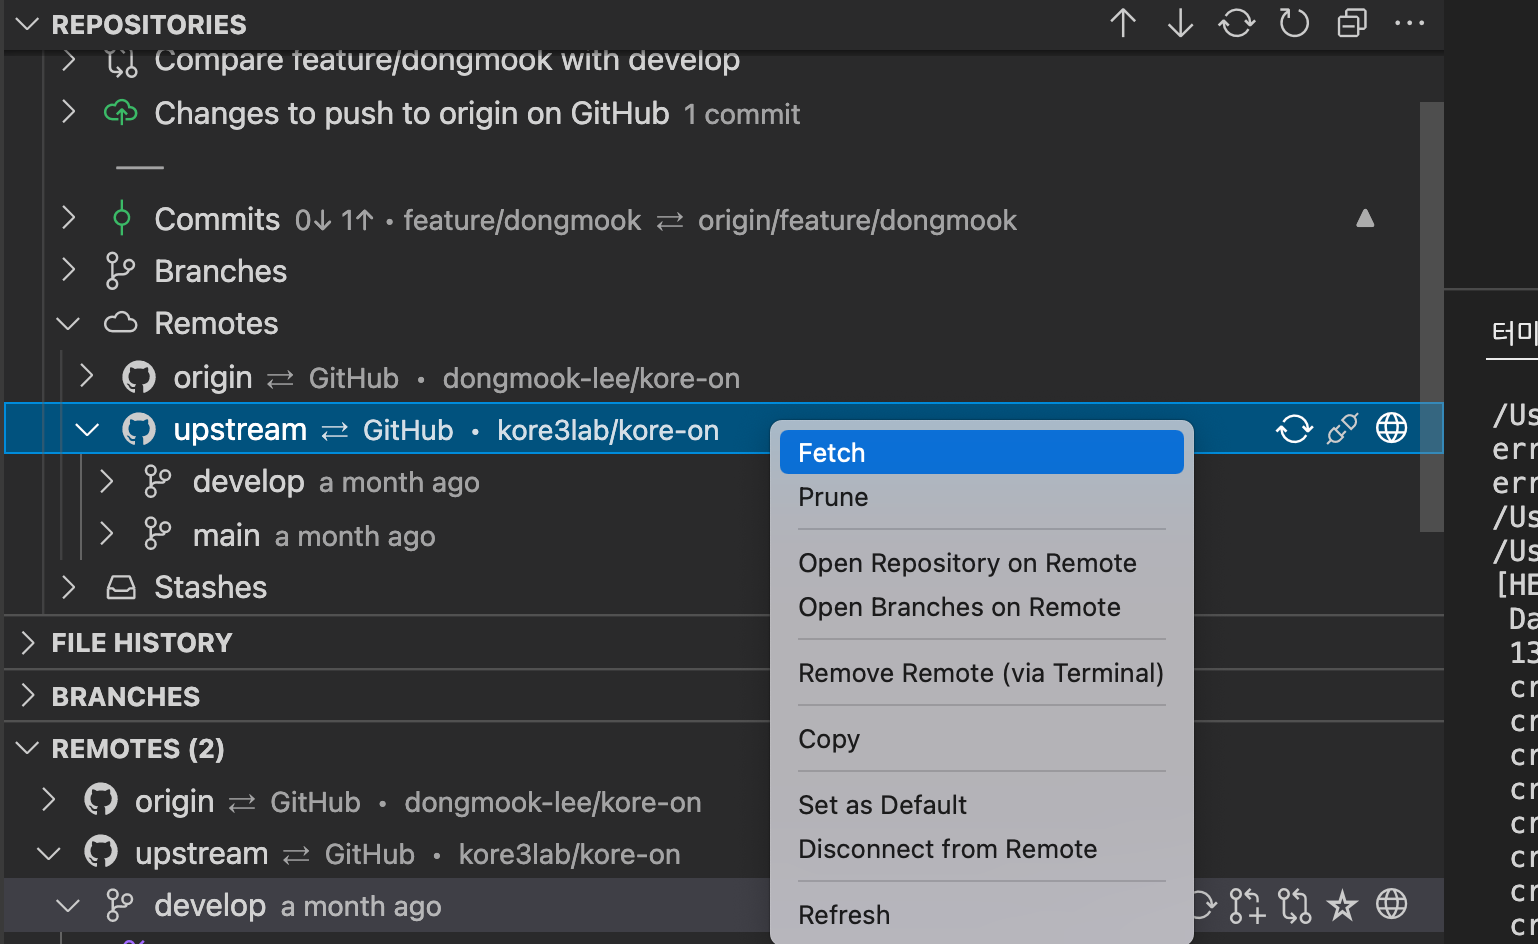 REPOSITORIES
Compare feature/dongmook with develop
Changes to push to origin on GitHub 1 commit
Commits 0↓ 1↑ • feature/dongmook ⇄ origin/feature/dongmook
Branches
Remotes
origin ⇄ GitHub • dongmook-lee/kore-on
upstream ⇄ GitHub • kore3lab/kore-on
develop a month ago
main a month ago
Stashes
FILE HISTORY
BRANCHES
REMOTES (2)
origin ⇄ GitHub • dongmook-lee/kore-on
upstream ⇄ GitHub • kore3lab/kore-on
develop a month ago
Fetch
Prune
Open Repository on Remote
Open Branches on Remote
Remove Remote (via Terminal)
Copy
Set as Default
Disconnect from Remote
Refresh
터미
/Us
err
err
/Us
/Us
[HE
Da
13
cr
cr
cr
cr
cr
cr
cr
cr